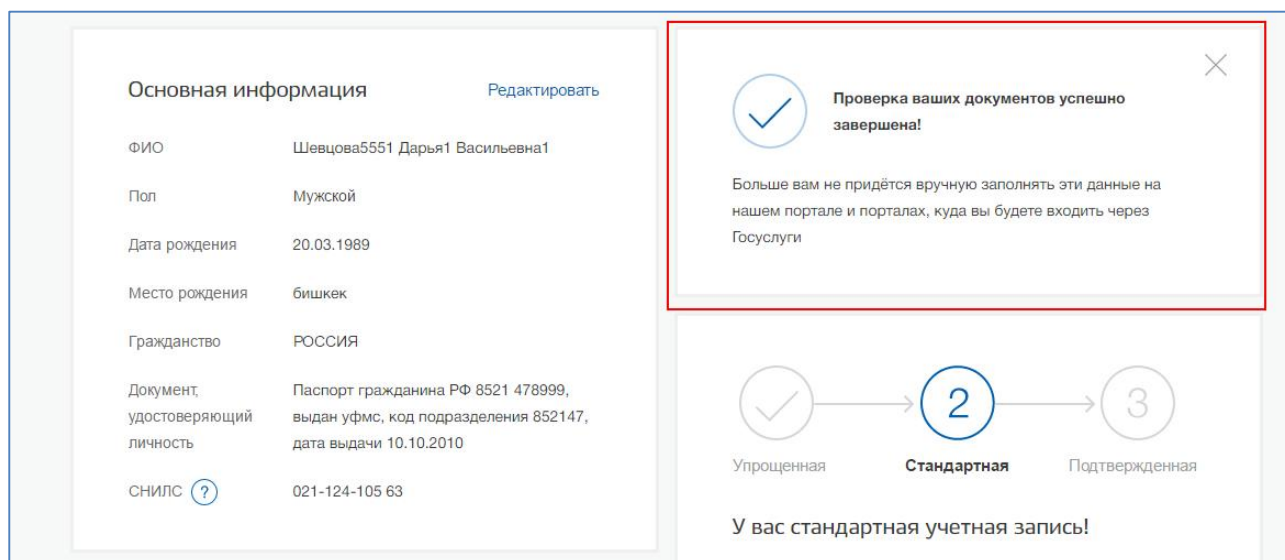 Основная информация
Редактировать
ФИО
Шевцова5551 Дарья1 Васильевна1
Пол
Мужской
Дата рождения
20.03.1989
Место рождения
бишкек
Гражданство
РОССИЯ
Документ,
удостоверяющий
личность
Паспорт гражданина РФ 8521 478999,
выдан уфмс, код подразделения 852147,
дата выдачи 10.10.2010
СНИЛС ?
021-124-105 63
Проверка ваших документов успешно
завершена!
Больше вам не придётся вручную заполнять эти данные на
нашем портале и порталах, куда вы будете входить через
Госуслуги
2
3
Упрощенная
Стандартная
Подтвержденная
У вас стандартная учетная запись!